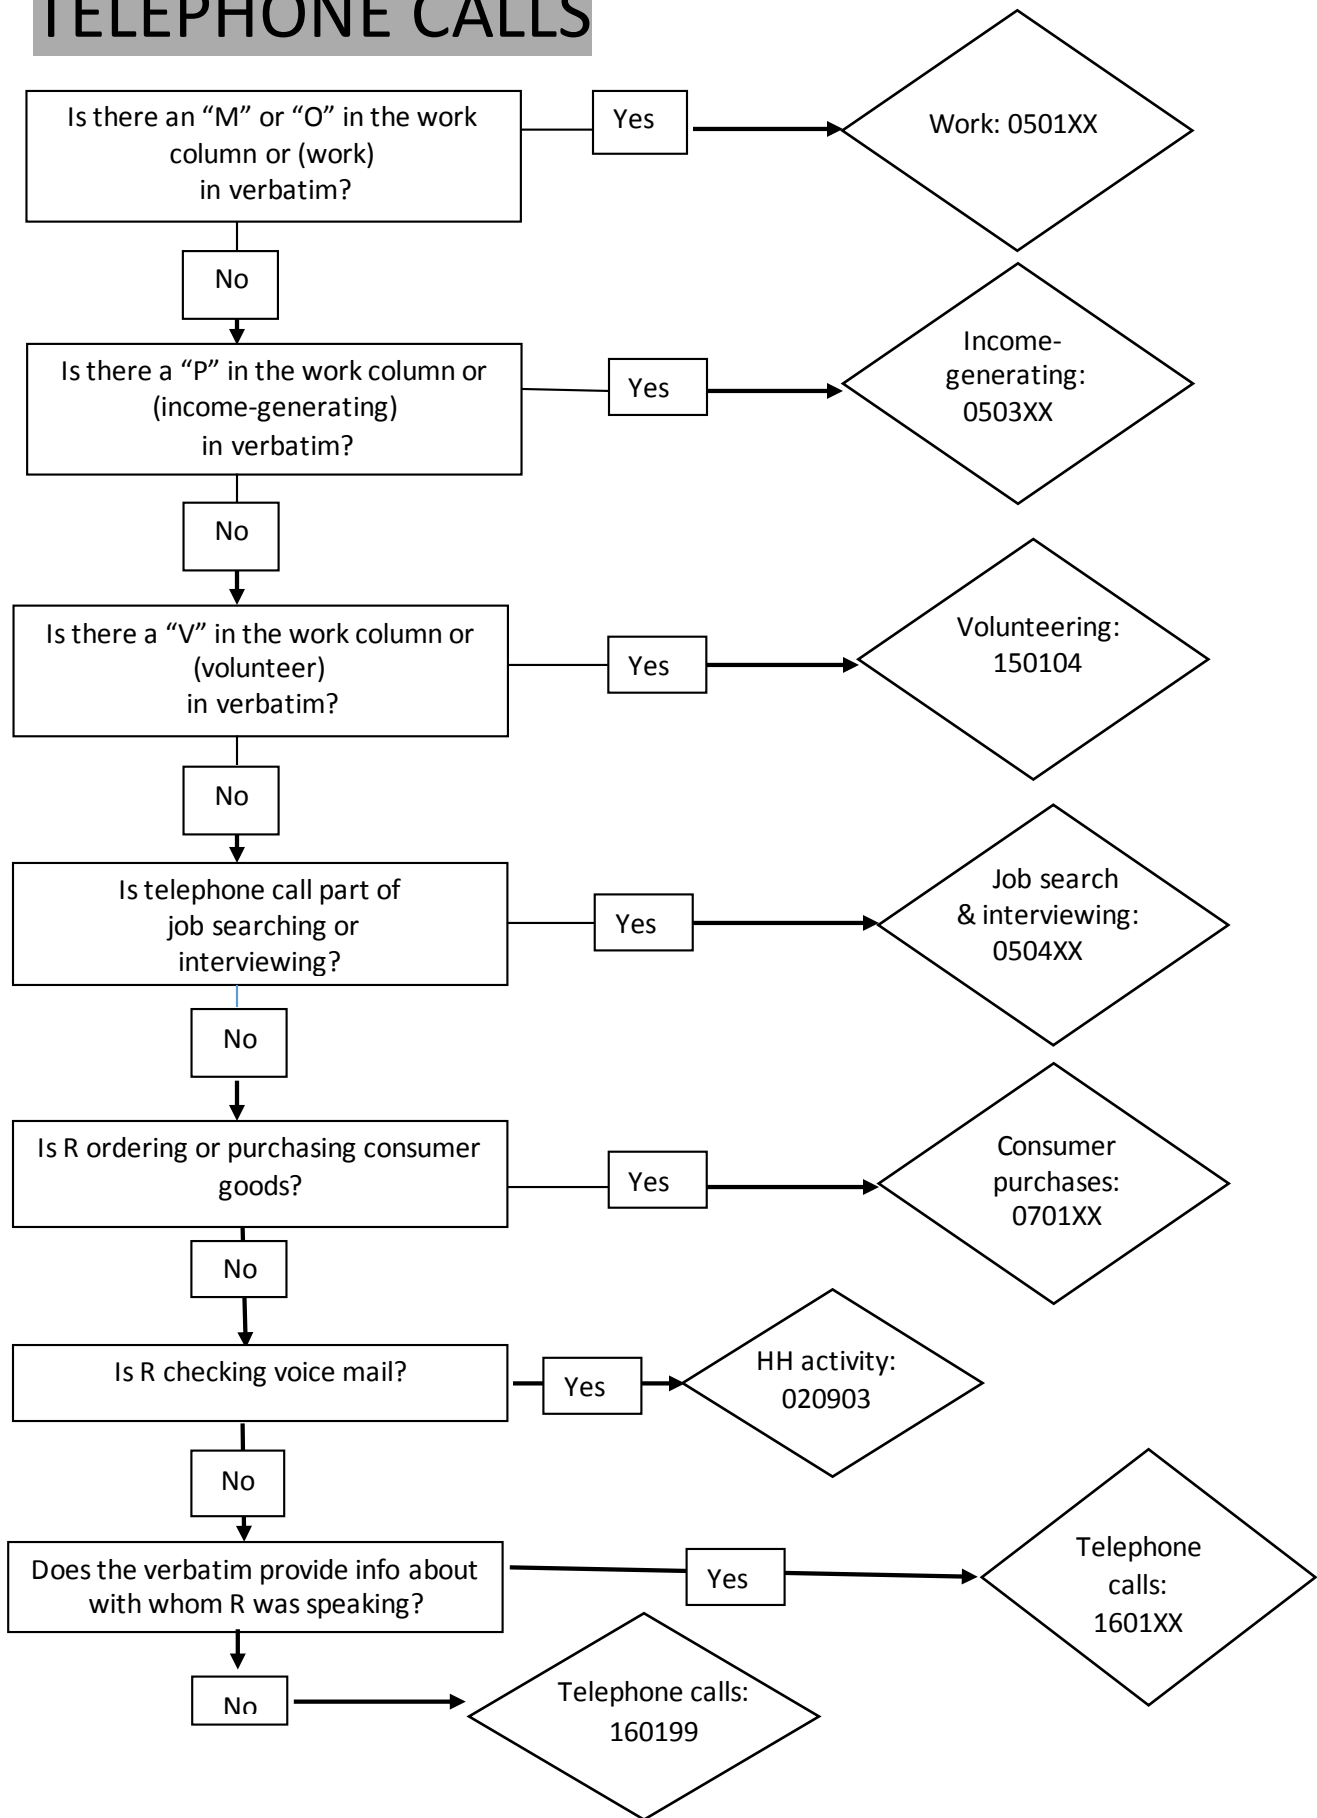 TELEPHONE CALLS
Is there an “M” or “O” in the work
column or (work)
in verbatim?
Yes
Work: 0501XX
No
Is there a “P” in the work column or
(income-generating)
in verbatim?
Yes
Income-
generating:
0503XX
No
Is there a “V” in the work column or
(volunteer)
in verbatim?
Yes
Volunteering:
150104
No
Is telephone call part of
job searching or
interviewing?
Yes
Job search
& interviewing:
0504XX
No
Is R ordering or purchasing consumer
goods?
Yes
Consumer
purchases:
0701XX
No
Is R checking voice mail?
Yes
HH activity:
020903
No
Does the verbatim provide info about
with whom R was speaking?
Yes
Telephone
calls:
1601XX
No
Telephone calls:
160199